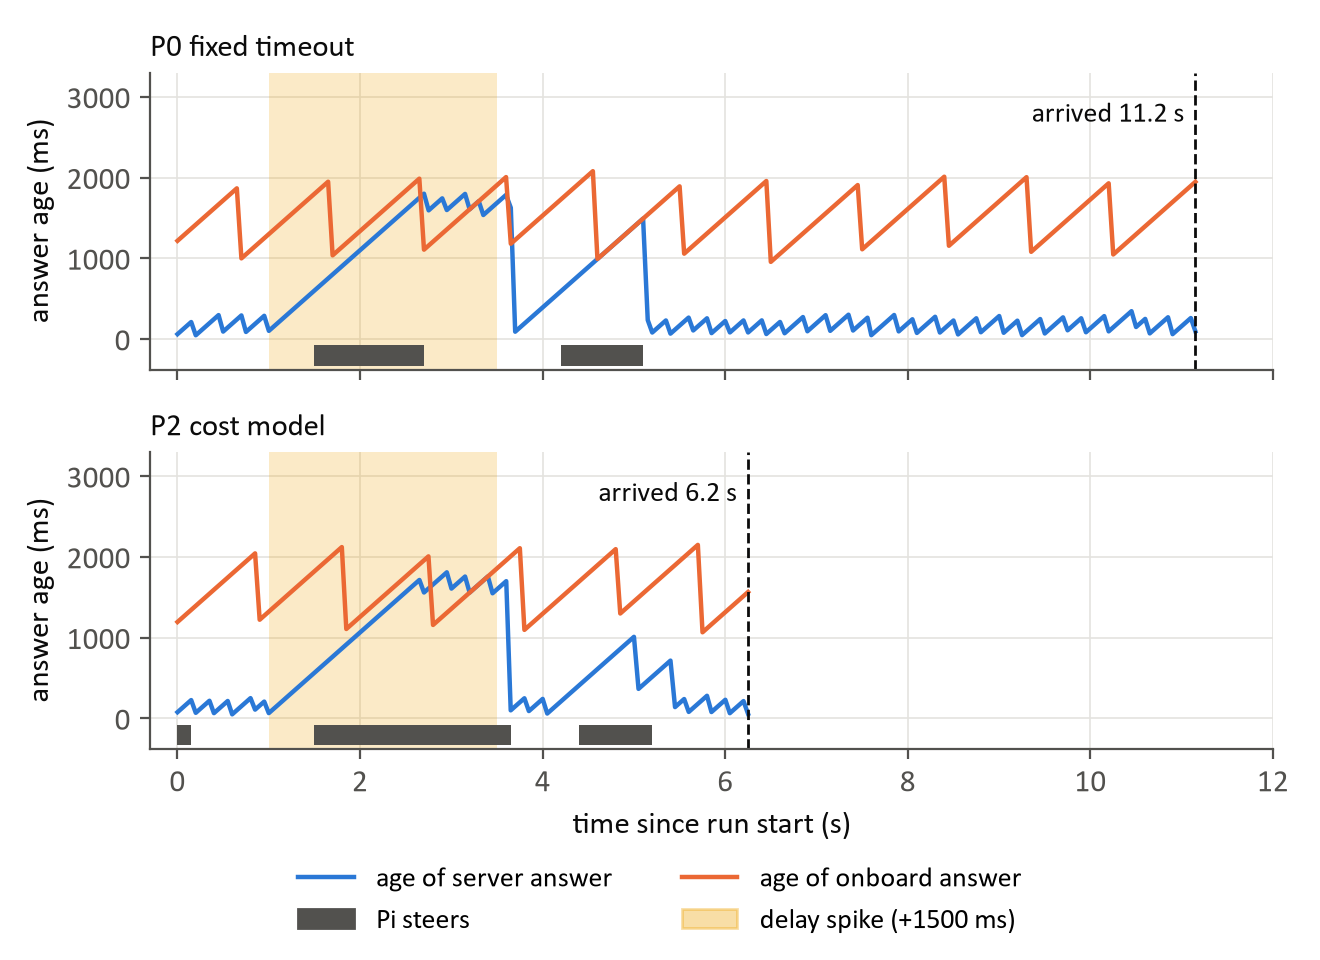 P0 fixed timeout
3000
2000
1000
0
answer age (ms)
arrived 11.2 s
P2 cost model
3000
2000
1000
0
answer age (ms)
arrived 6.2 s
0 2 4 6 8 10 12
time since run start (s)
age of server answer
age of onboard answer
Pi steers
delay spike (+1500 ms)